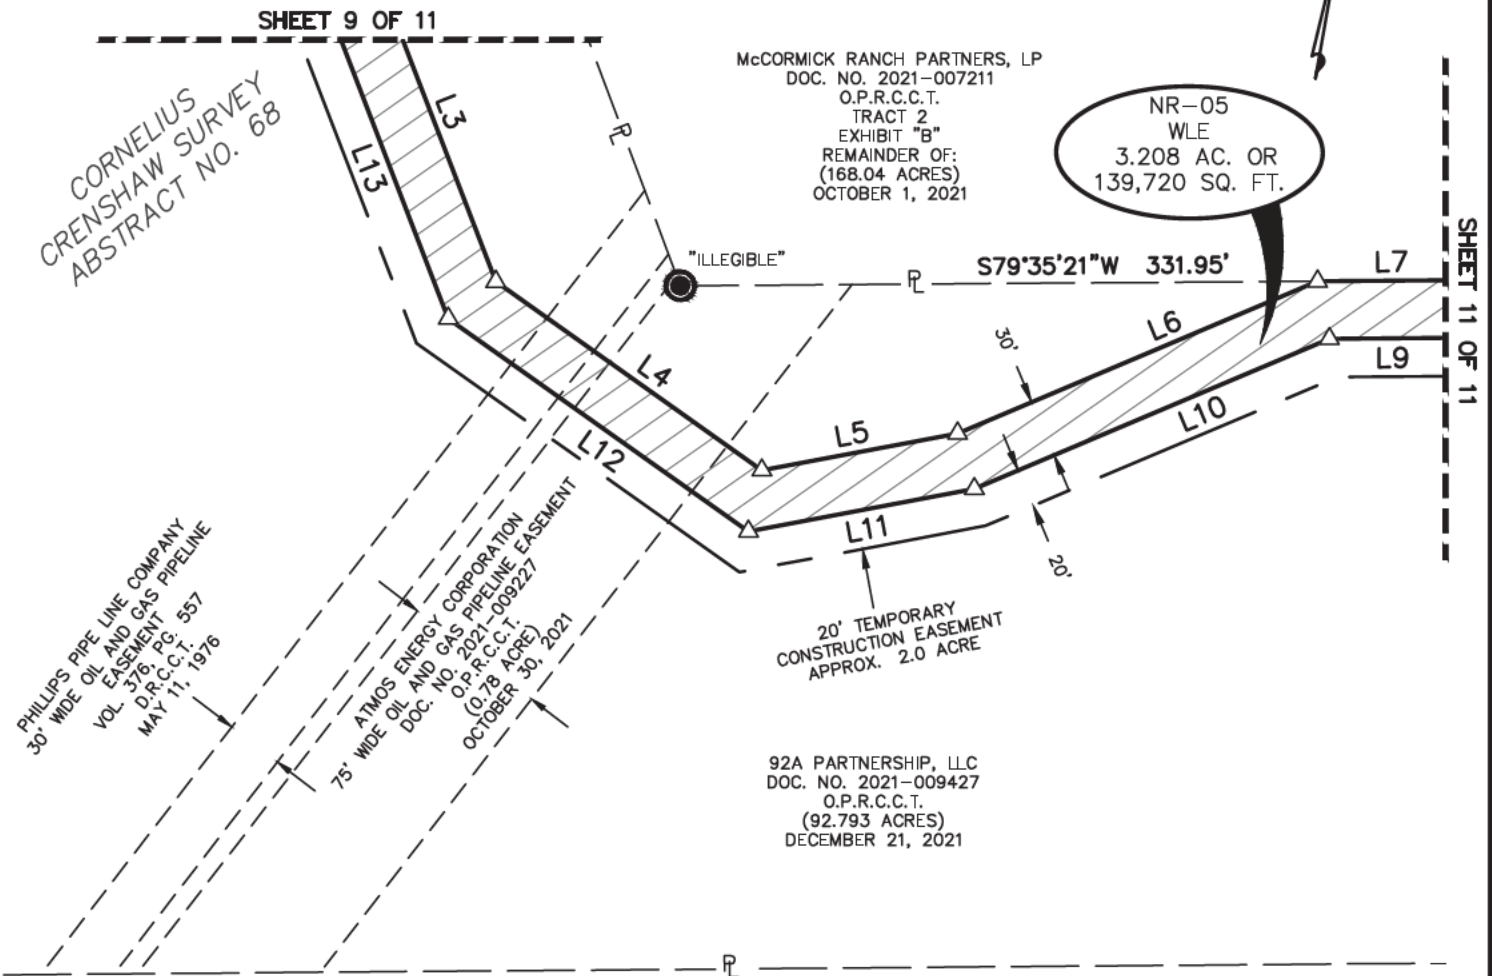 SHEET 9 OF 11
CORNELIUS
CRENSHAW SURVEY
ABSTRACT NO. 68
L3
L13
PL
McCORMICK RANCH PARTNERS, LP
DOC. NO. 2021-007211
O.P.R.C.C.T.
TRACT 2
EXHIBIT "B"
REMAINDER OF:
(168.04 ACRES)
OCTOBER 1, 2021
NR-05
WLE
3.208 AC. OR
139,720 SQ. FT.
"ILLEGIBLE"
PL
S79°35'21"W 331.95'
L7
SHEET 11 OF 11
L6
30'
L9
L4
L5
L10
L12
L11
20'
20' TEMPORARY
CONSTRUCTION EASEMENT
APPROX. 2.0 ACRE
PHILLIPS PIPE LINE COMPANY
30' WIDE OIL AND GAS PIPELINE
EASEMENT
VOL. 376, PG. 557
D.R.C.C.T.
MAY 11, 1976
ATMOS ENERGY CORPORATION
75' WIDE OIL AND GAS PIPELINE EASEMENT
DOC. NO. 2021-009227
O.P.R.C.C.T.
(0.78 ACRE)
OCTOBER 30, 2021
92A PARTNERSHIP, LLC
DOC. NO. 2021-009427
O.P.R.C.C.T.
(92.793 ACRES)
DECEMBER 21, 2021
PL